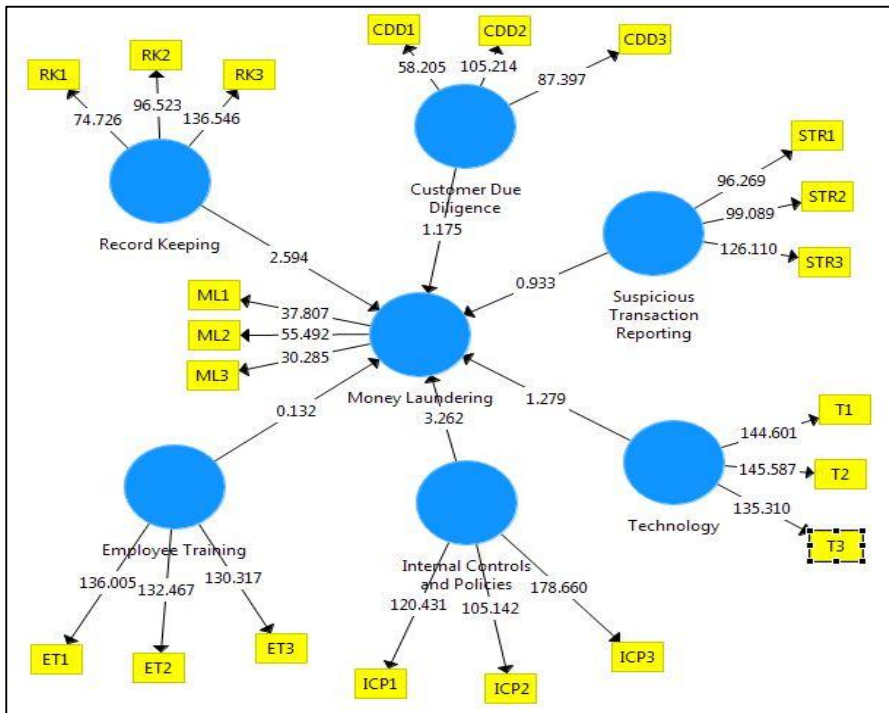 CDD1
CDD2
CDD3
58.205
105.214
87.397
RK1
RK2
RK3
74.726
96.523
136.546
Record Keeping
Customer Due
Diligence
STR1
STR2
STR3
96.269
99.089
126.110
Suspicious
Transaction
Reporting
2.594
1.175
0.933
ML1
ML2
ML3
37.807
55.492
30.285
Money Laundering
0.132
3.262
1.279
T1
T2
T3
144.601
145.587
135.310
Technology
Employee Training
136.005
132.467
130.317
ET1
ET2
ET3
Internal Controls
and Policies
120.431
105.142
178.660
ICP1
ICP2
ICP3